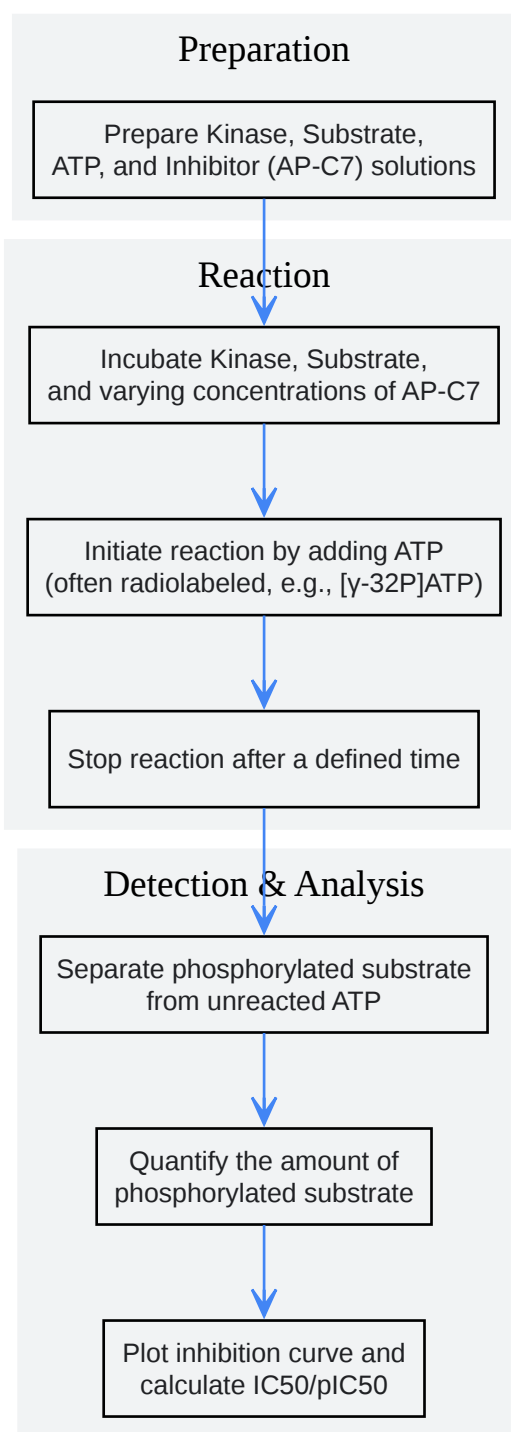 Preparation
Prepare Kinase, Substrate,
ATP, and Inhibitor (AP-C7) solutions
Reaction
Incubate Kinase, Substrate,
and varying concentrations of AP-C7
Initiate reaction by adding ATP
(often radiolabeled, e.g., [γ-32P]ATP)
Stop reaction after a defined time
Detection & Analysis
Separate phosphorylated substrate
from unreacted ATP
Quantify the amount of
phosphorylated substrate
Plot inhibition curve and
calculate IC50/pIC50